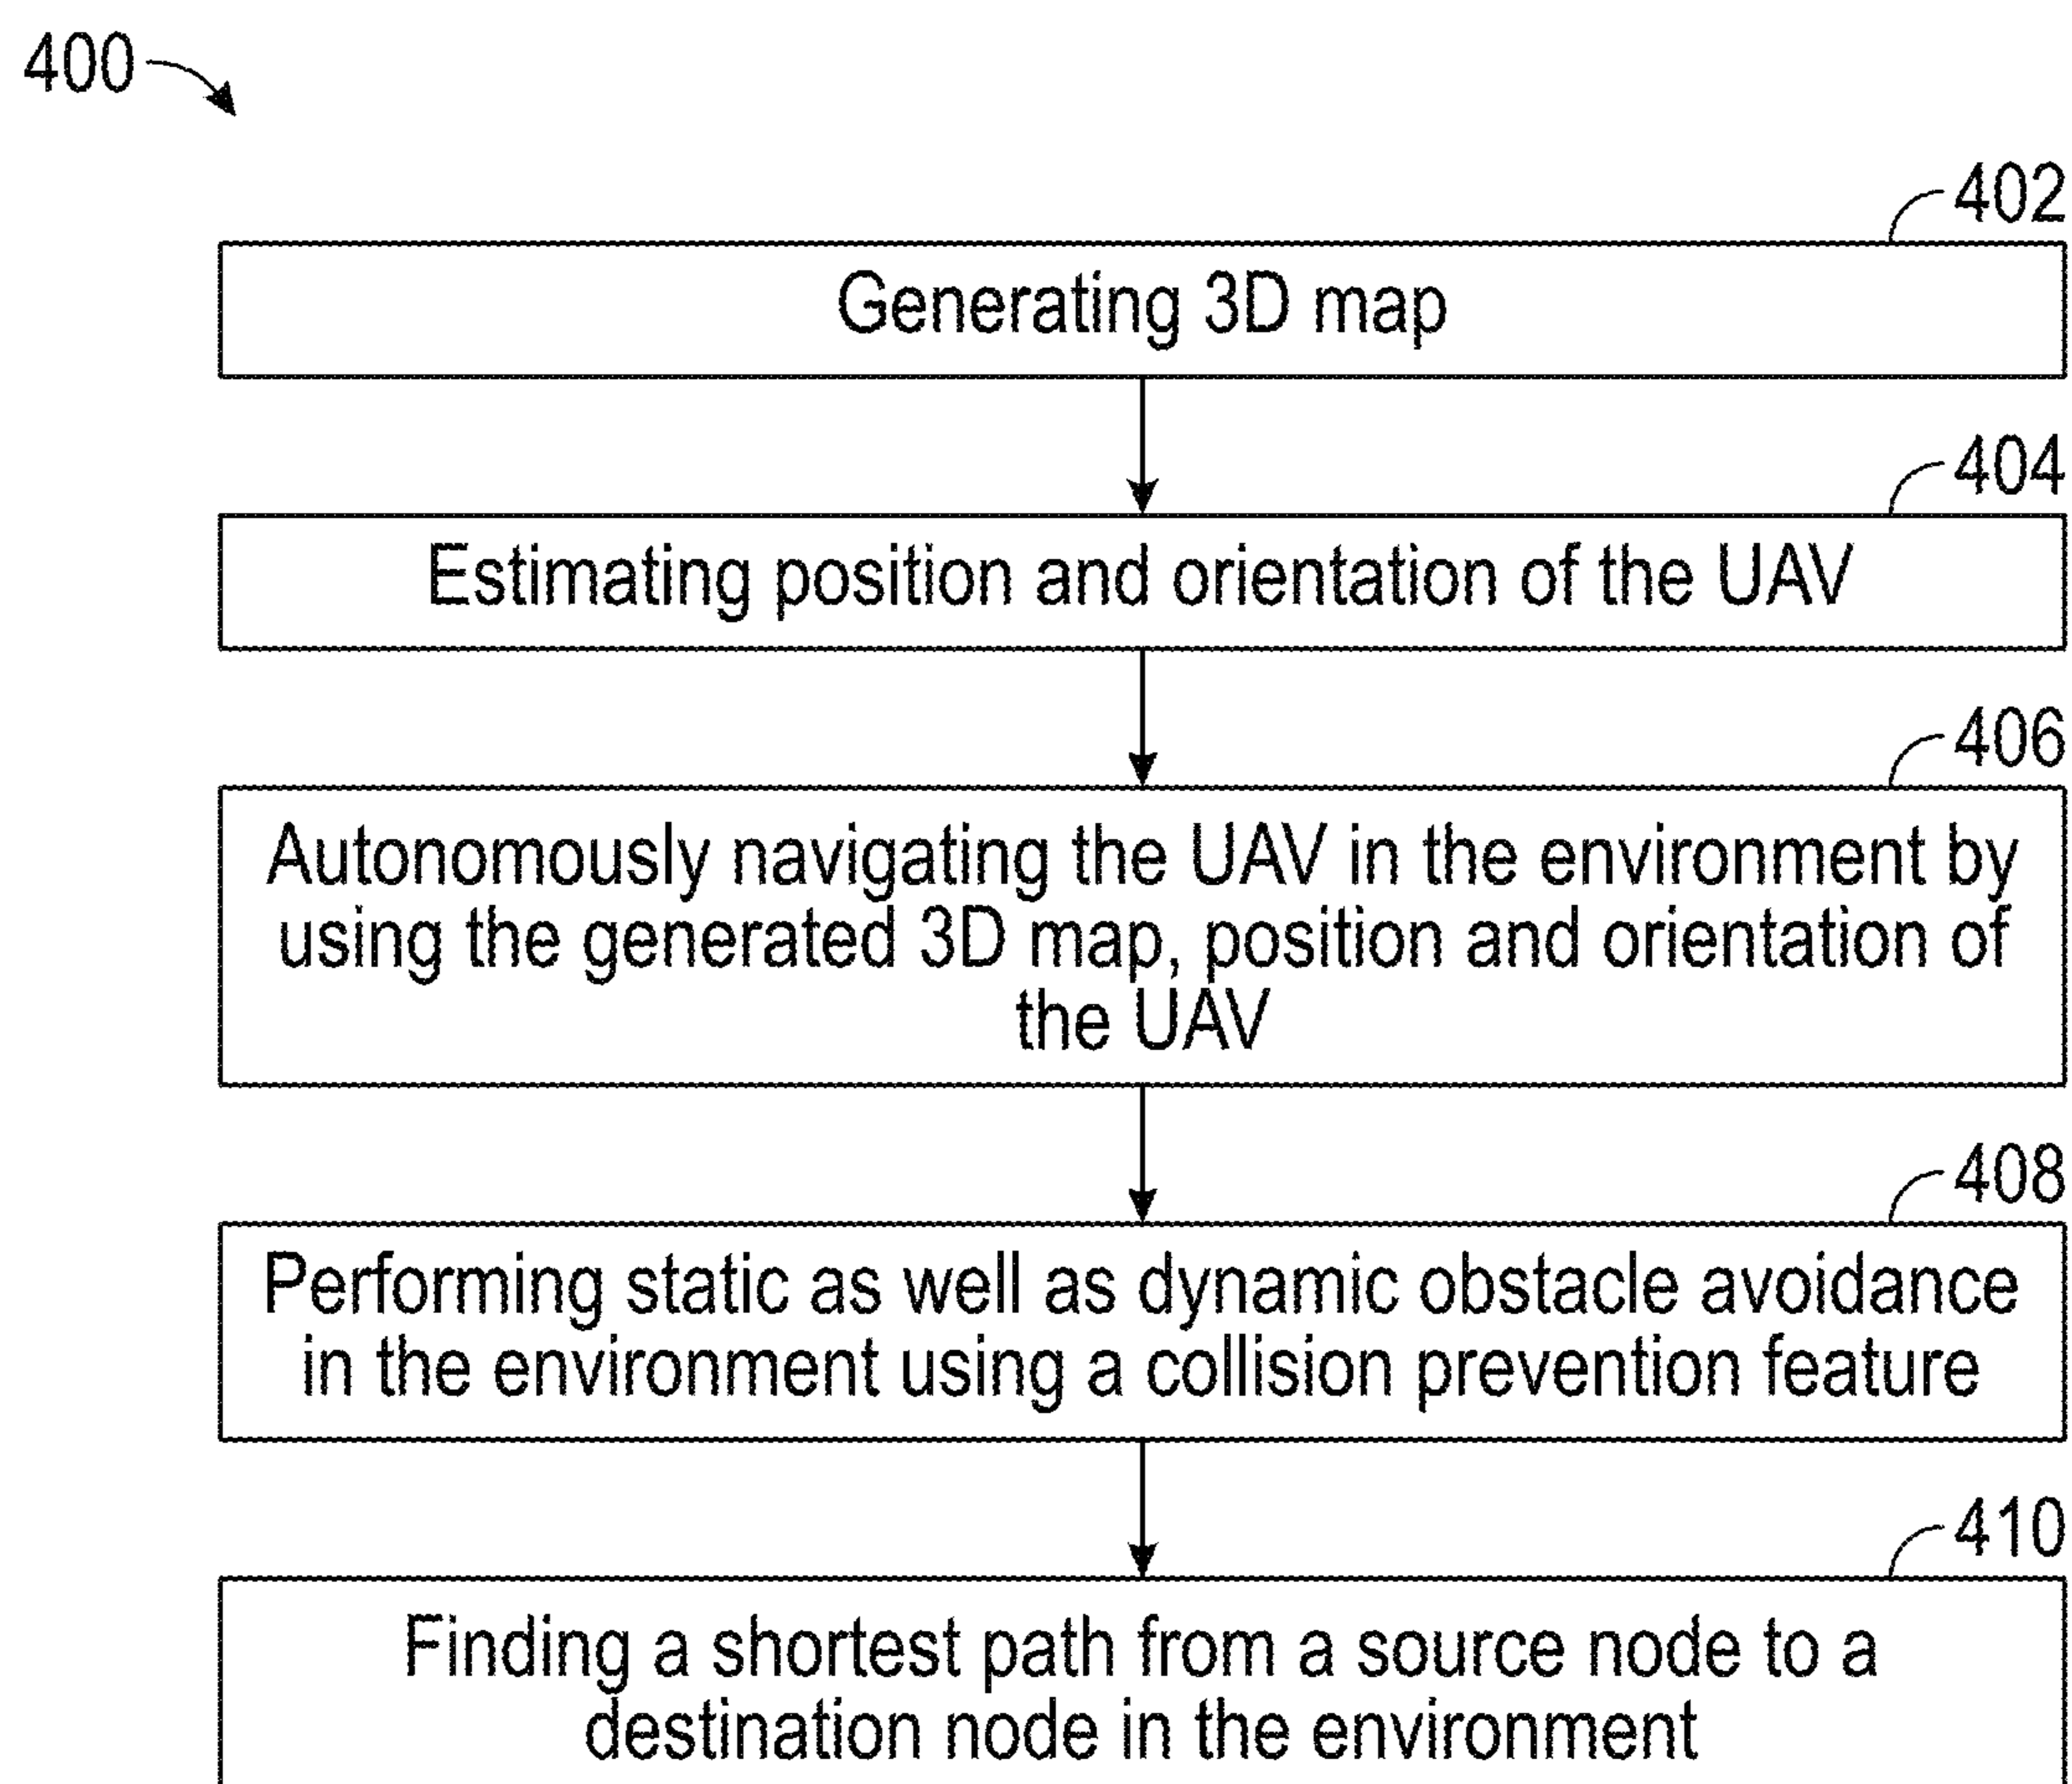 400
402
Generating 3D map
404
Estimating position and orientation of the UAV
406
Autonomously navigating the UAV in the environment by
using the generated 3D map, position and orientation of
the UAV
408
Performing static as well as dynamic obstacle avoidance
in the environment using a collision prevention feature
410
Finding a shortest path from a source node to a
destination node in the environment